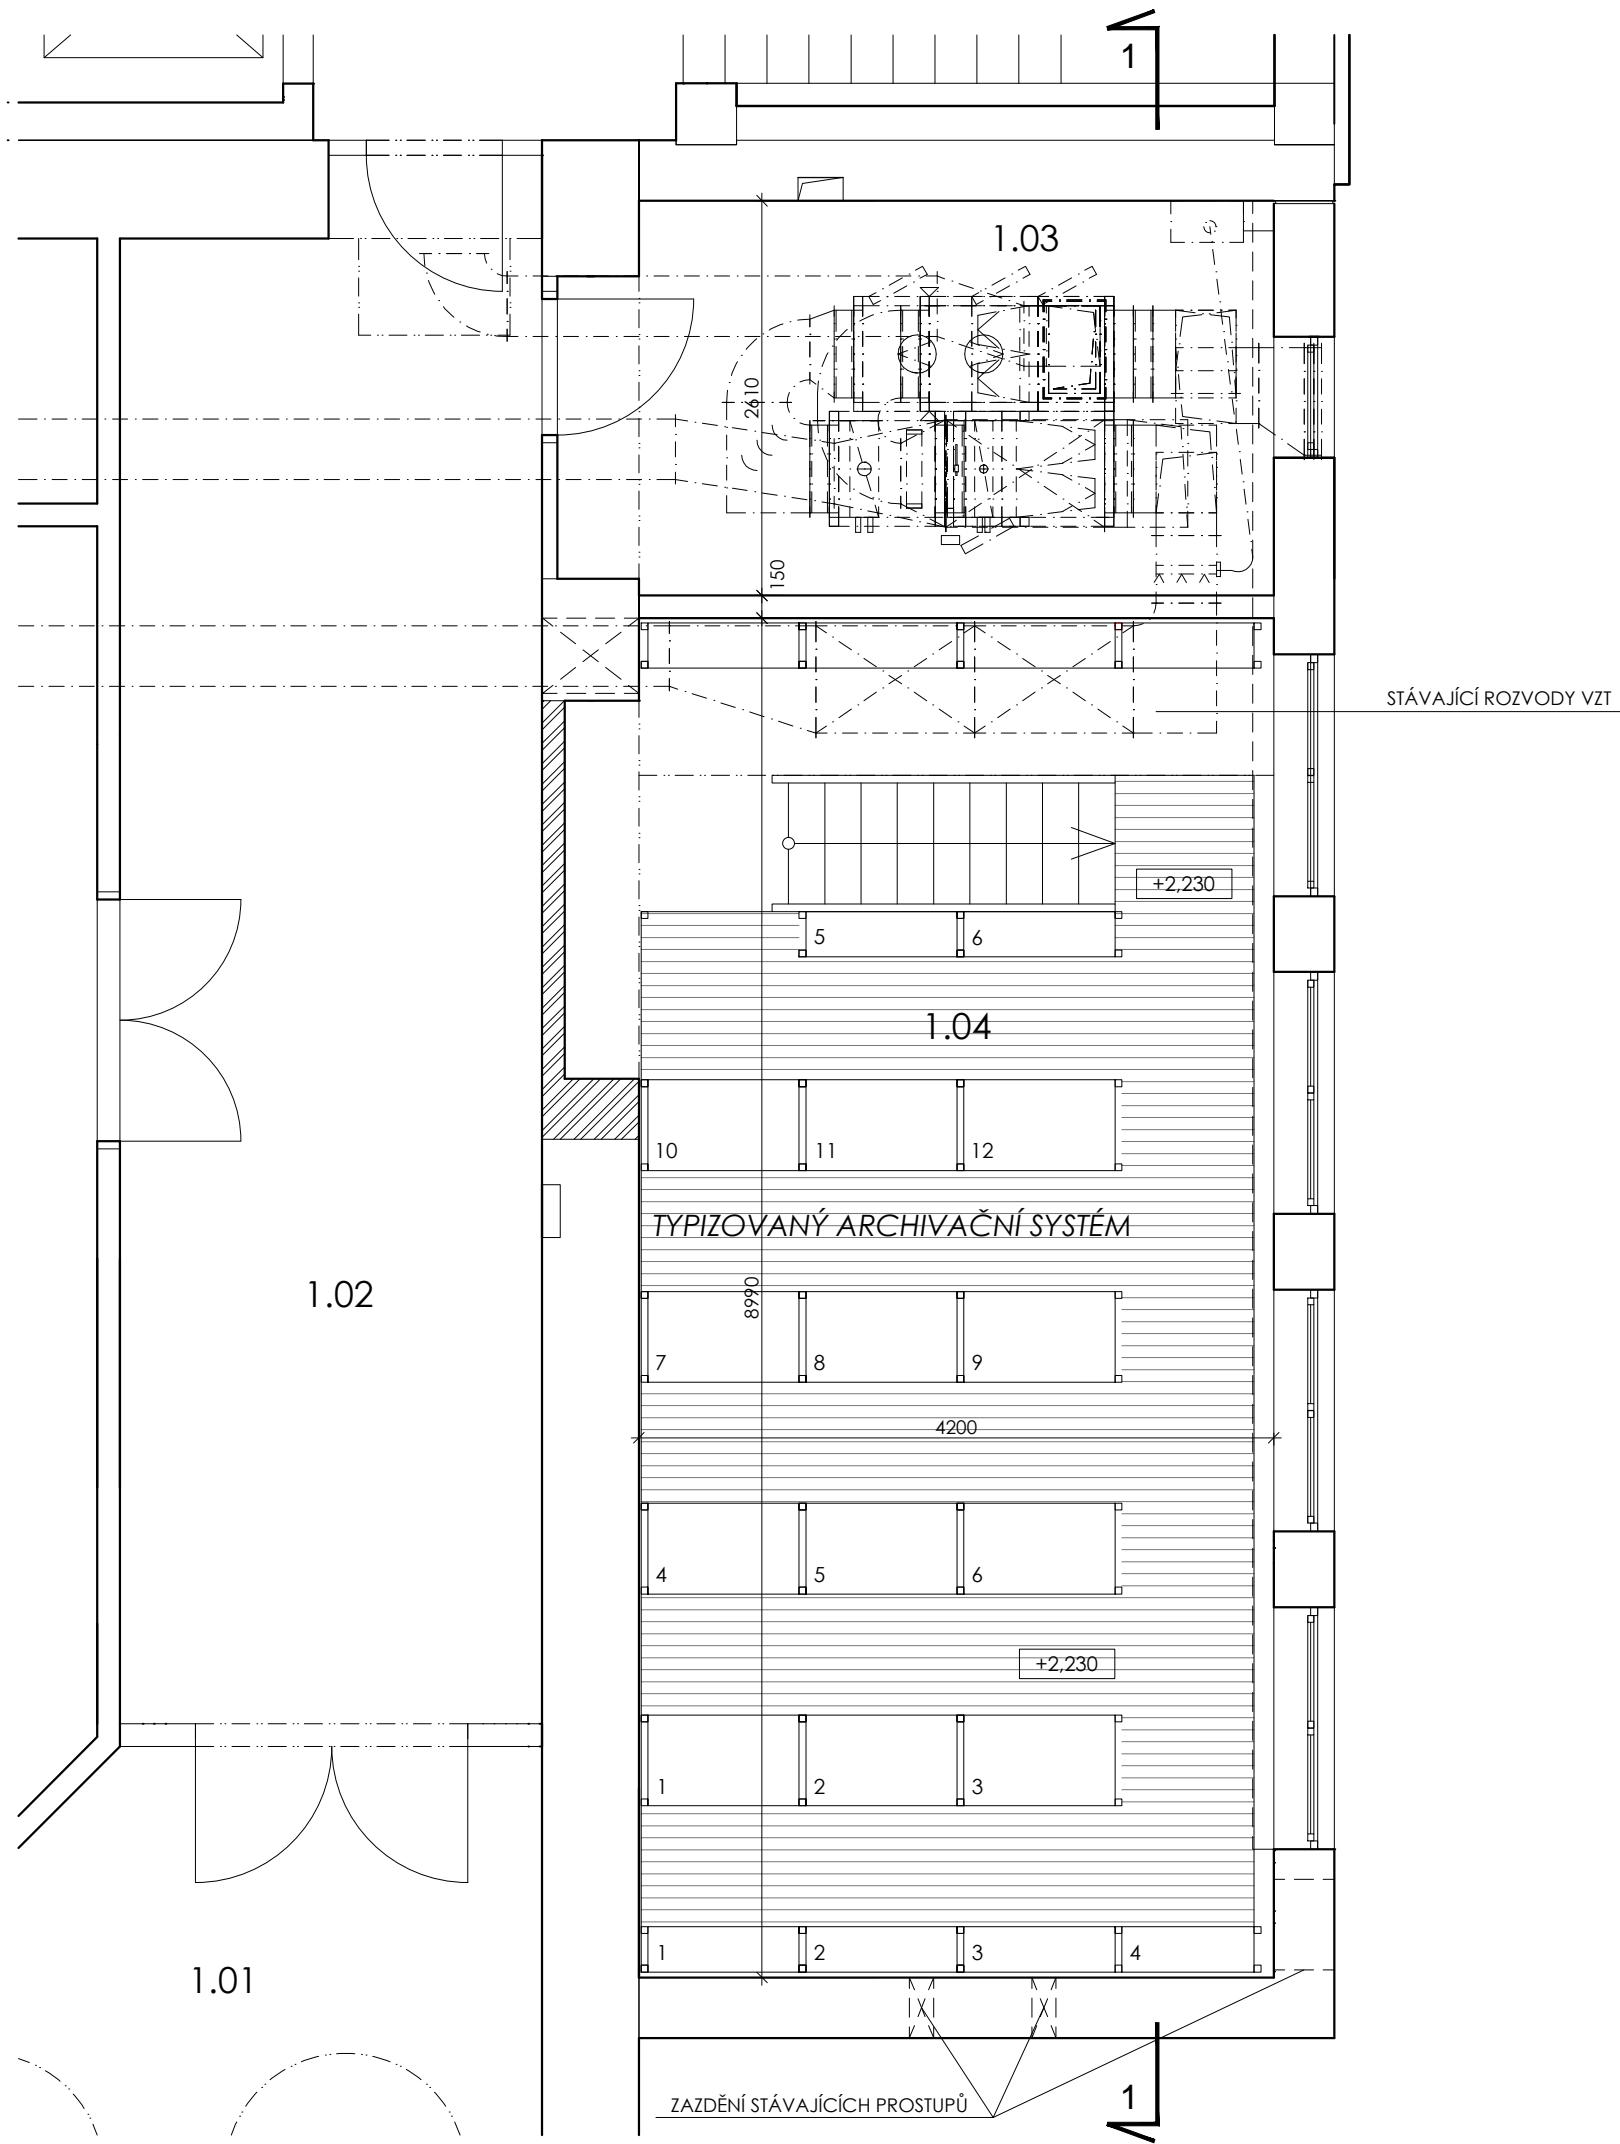 1
1.03
2610
150
STÁVAJÍCÍ ROZVODY VZT
+2,230
5 6
1.04
10 11 12
TYPIZOVANÝ ARCHIVAČNÍ SYSTÉM
1.02
8990
7 8 9
4200
4 5 6
+2,230
1 2 3
1 2 3 4
1.01
ZAZDĚNÍ STÁVAJÍCÍCH PROSTUPŮ
1